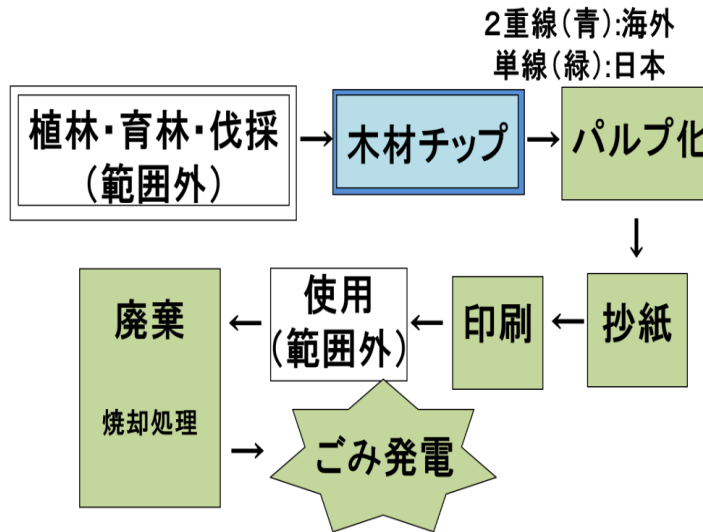 2重線(青):海外
単線(緑):日本
植林・育林・伐採
(範囲外)
→
木材チップ
→
パルプ化
↓
抄紙
←
印刷
←
使用
(範囲外)
←
廃棄
焼却処理
→
ごみ発電